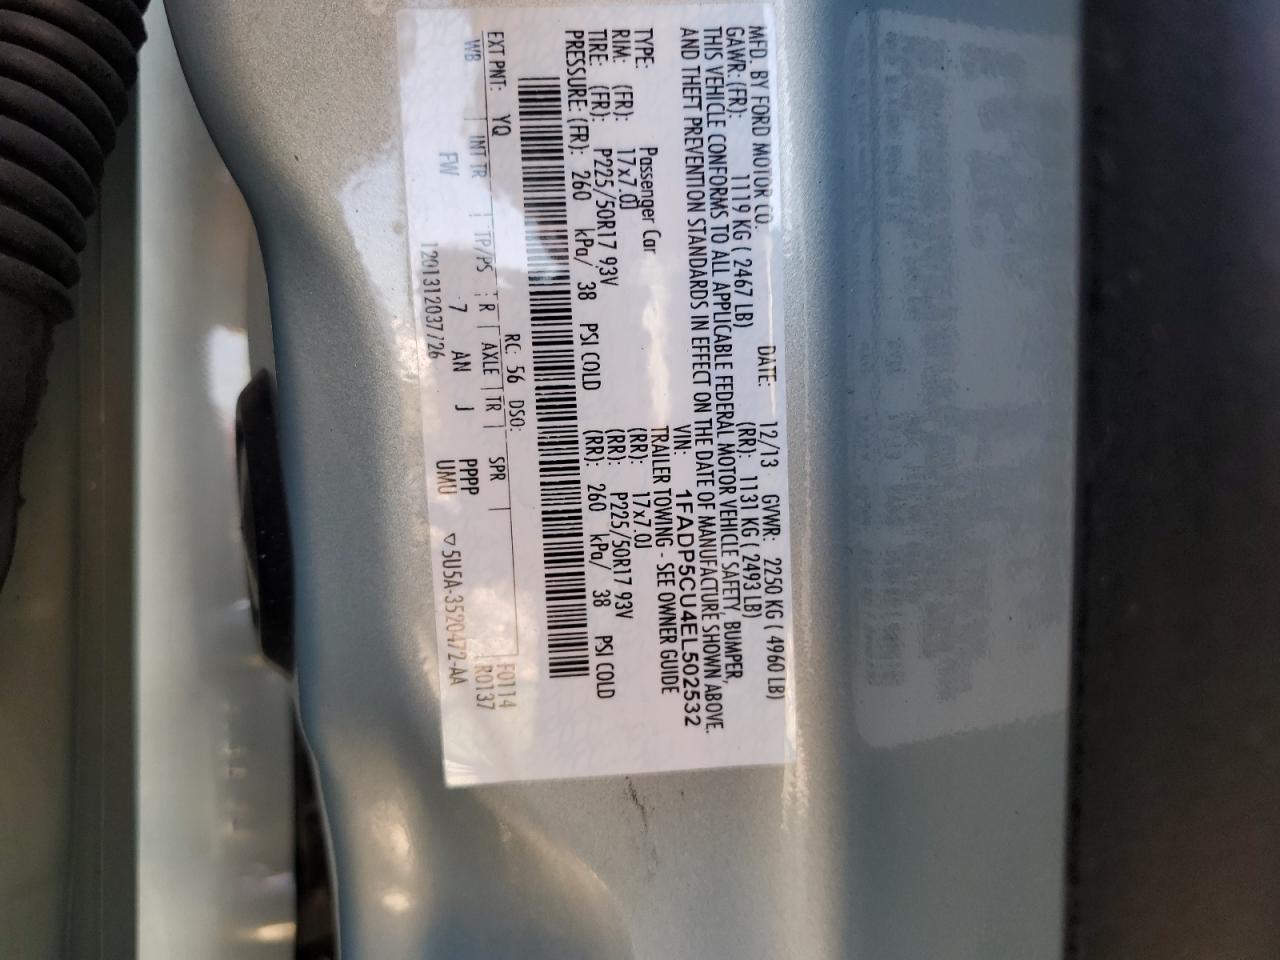 MFD. BY FORD MOTOR CO. DATE: 12/13 GVWR: 2250 KG ( 4960 LB)
GAWR: (FR): 1119 KG ( 2467 LB) (RR): 1131 KG ( 2493 LB)
THIS VEHICLE CONFORMS TO ALL APPLICABLE FEDERAL MOTOR VEHICLE SAFETY, BUMPER,
AND THEFT PREVENTION STANDARDS IN EFFECT ON THE DATE OF MANUFACTURE SHOWN ABOVE.
VIN: 1FADP5CU4EL502532
TYPE: Passenger Car TRAILER TOWING - SEE OWNER GUIDE
RIM: (FR): 17x7.0J (RR): 17x7.0J
TIRE: (FR): P225/50R17 93V (RR): P225/50R17 93V
PRESSURE: (FR): 260 kPa/ 38 PSI COLD (RR): 260 kPa/ 38 PSI COLD
RC: 56 DSO: F0114
EXT PNT: YQ R0137
WB INT TR TP/PS R AXLE TR SPR
FW 7 AN J PPPP
UMU ▽5U5A-3520472-AA